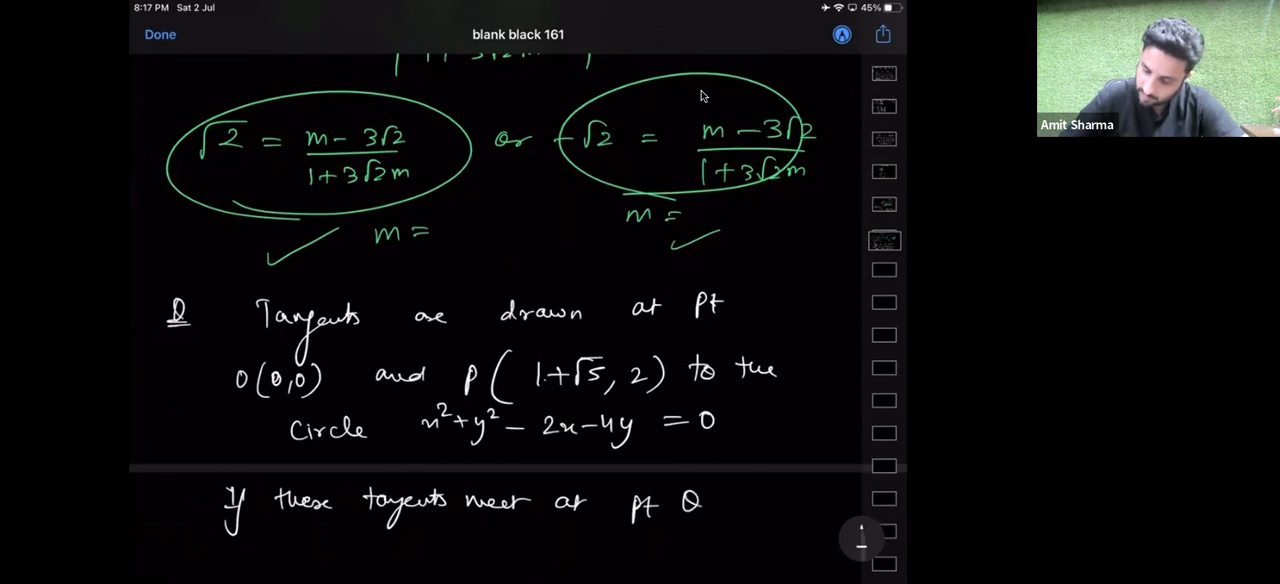 8:17 PM Sat 2 Jul 45%
Done blank black 161
√2 = m - 3√2 / 1 + 3√2m or -√2 = m - 3√2 / 1 + 3√2m
m =
m =
Amit Sharma
Q Tangents are drawn at Pt
O(0,0) and P(1+√5, 2) to the
Circle x²+y² - 2x - 4y = 0
If these tangents meet at pt Q